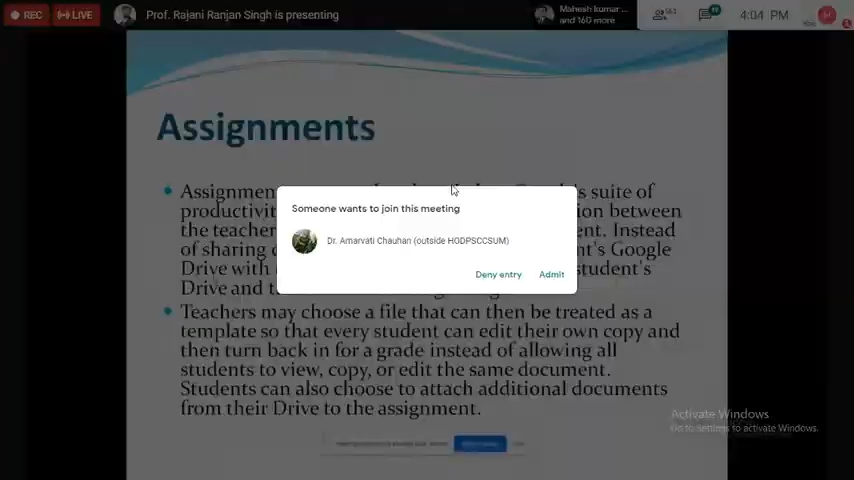 REC
LIVE
Prof. Rajani Ranjan Singh is presenting
Mahesh kumar ...
and 160 more
4:04 PM
You
Assignments
Someone wants to join this meeting
Dr. Amarvati Chauhan (outside HGDPSCCSUM)
Deny entry
Admit
suite of
productivit
ion between
the teacher
ent. Instead
of sharing
nt's Google
Drive with
student's
Drive and
Teachers may choose a file that can then be treated as a
template so that every student can edit their own copy and
then turn back in for a grade instead of allowing all
students to view, copy, or edit the same document.
Students can also choose to attach additional documents
from their Drive to the assignment.
Activate Windows
Go to Settings to activate Windows.